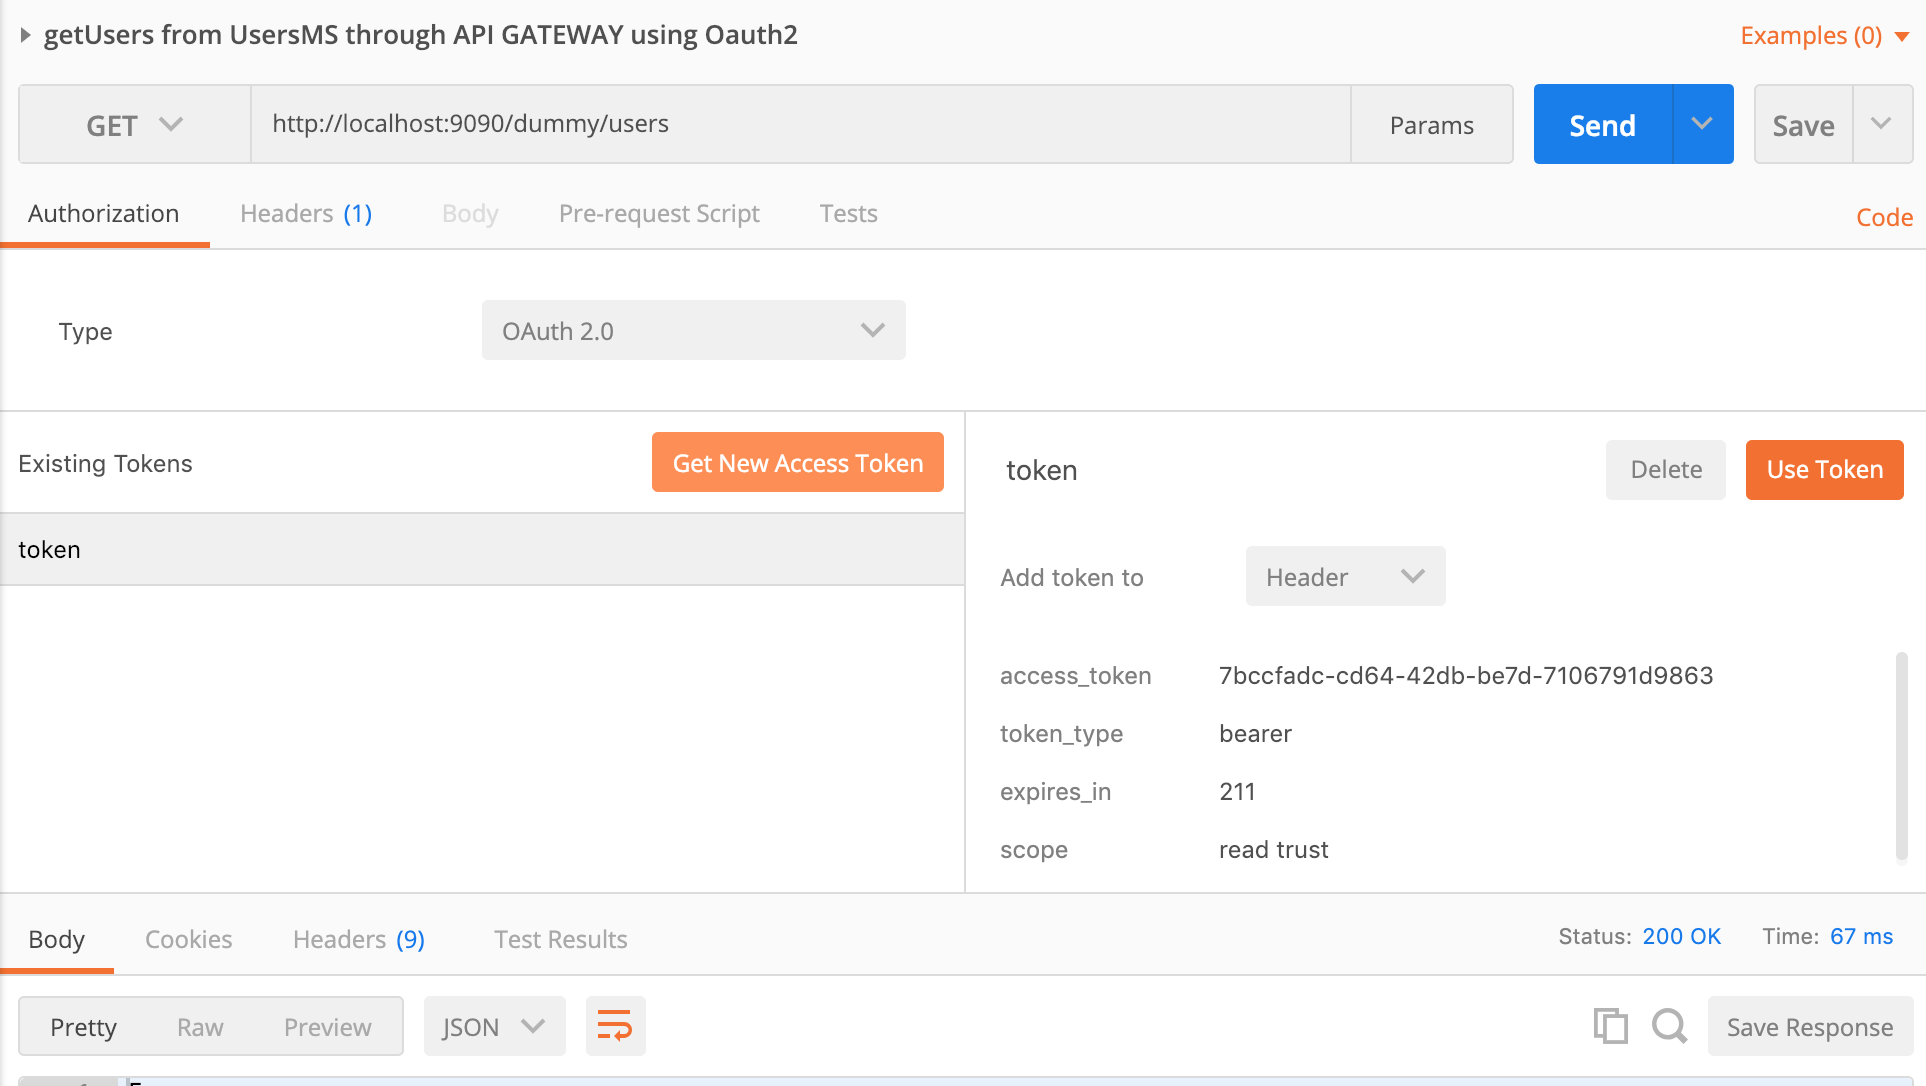 getUsers from UsersMS through API GATEWAY using Oauth2
Examples (0)
GET
http://localhost:9090/dummy/users
Params
Send
Save
Authorization
Headers (1)
Body
Pre-request Script
Tests
Code
Type
OAuth 2.0
Existing Tokens
Get New Access Token
token
token
Delete
Use Token
Add token to
Header
access_token 7bccfadc-cd64-42db-be7d-7106791d9863
token_type bearer
expires_in 211
scope read trust
Body
Cookies
Headers (9)
Test Results
Status: 200 OK
Time: 67 ms
Pretty
Raw
Preview
JSON
Save Response